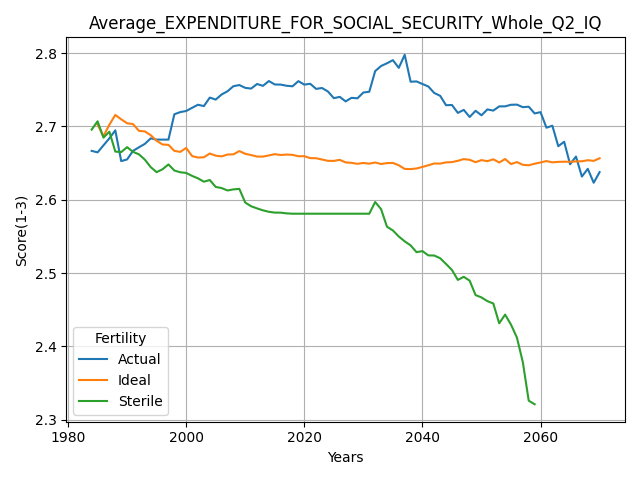 Average_EXPENDITURE_FOR_SOCIAL_SECURITY_Whole_Q2_IQ
2.8
2.7
2.6
2.5
2.4
2.3
Score(1-3)
Fertility
Actual
Ideal
Sterile
1980 2000 2020 2040 2060
Years